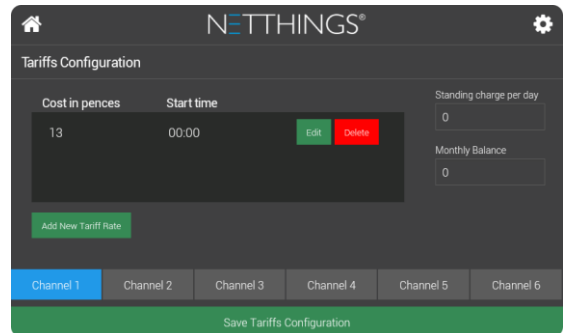 NETTHINGS®
Tariffs Configuration
Cost in pences Start time
13 00:00 Edit Delete
Standing charge per day
0
Monthly Balance
0
Add New Tariff Rate
Channel 1 Channel 2 Channel 3 Channel 4 Channel 5 Channel 6
Save Tariffs Configuration